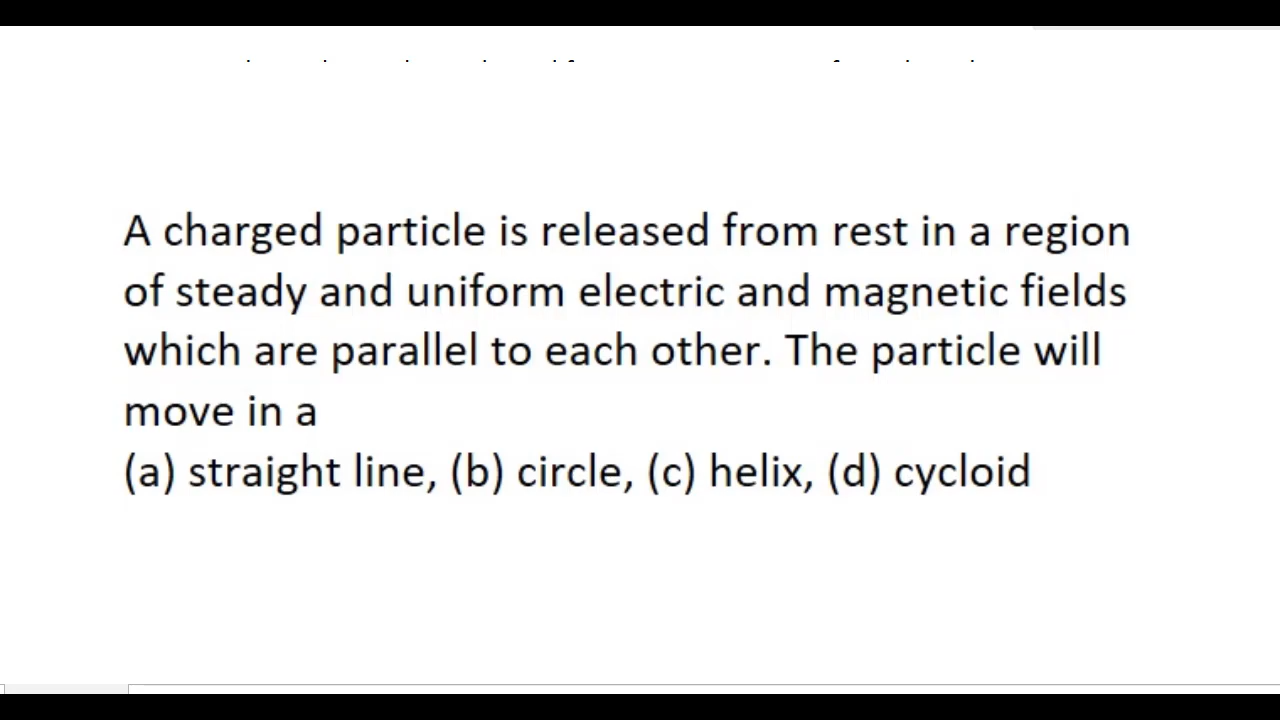 A charged particle is released from rest in a region
of steady and uniform electric and magnetic fields
which are parallel to each other. The particle will
move in a
(a) straight line, (b) circle, (c) helix, (d) cycloid